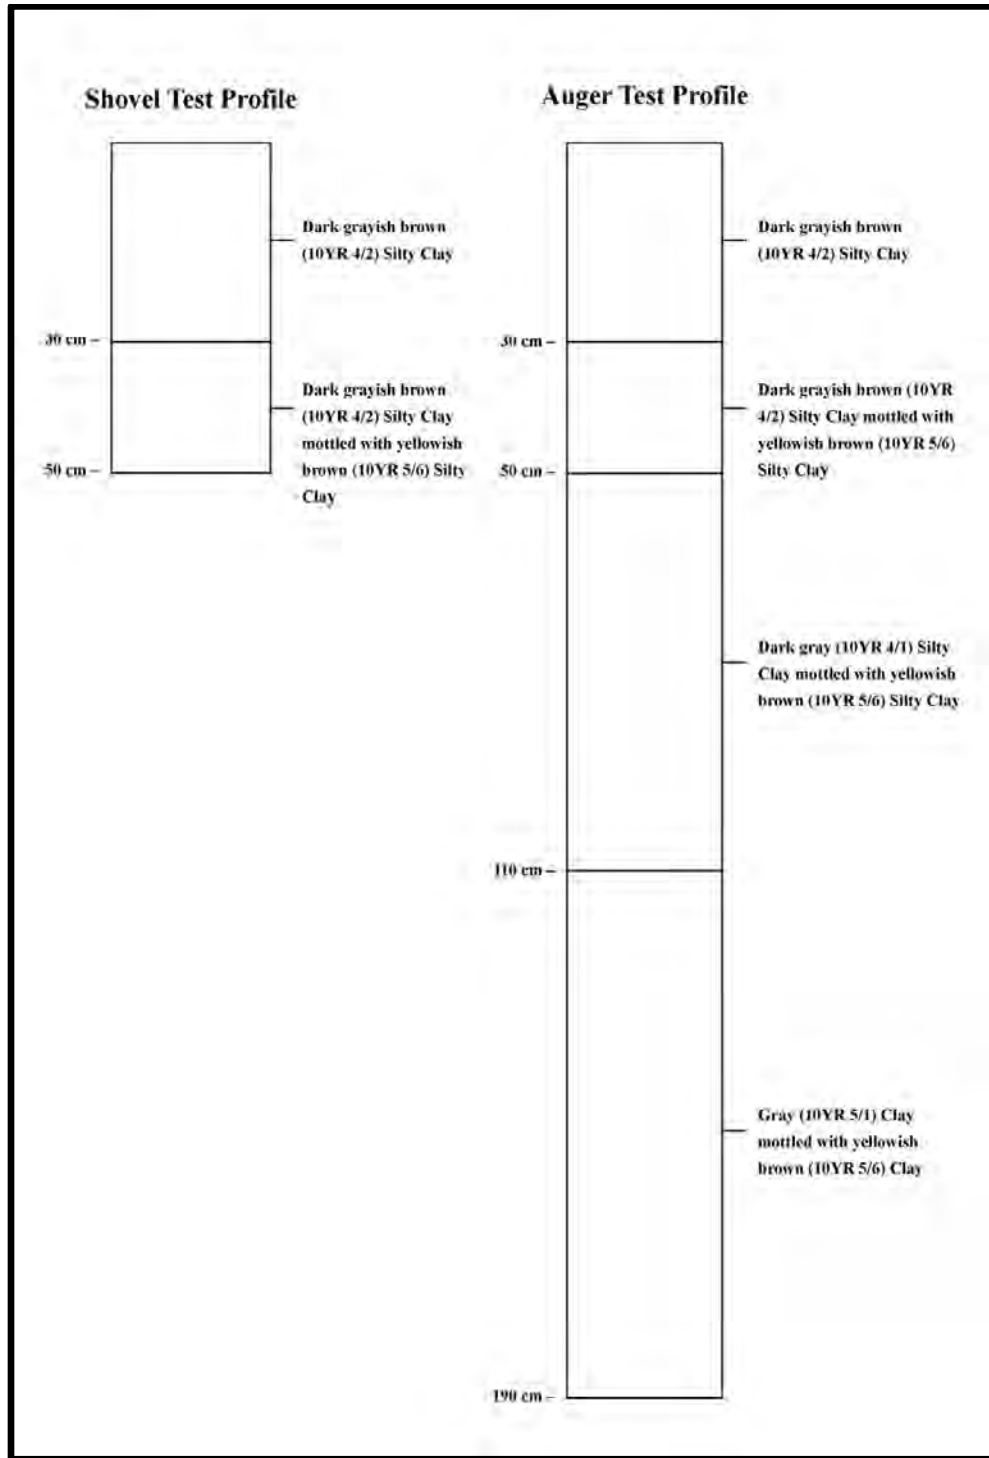 Shovel Test Profile
Dark grayish brown
(10YR 4/2) Silty Clay
30 cm –
Dark grayish brown
(10YR 4/2) Silty Clay
mottled with yellowish
brown (10YR 5/6) Silty
Clay
50 cm –
Auger Test Profile
Dark grayish brown
(10YR 4/2) Silty Clay
30 cm –
Dark grayish brown (10YR
4/2) Silty Clay mottled with
yellowish brown (10YR 5/6)
Silty Clay
50 cm –
Dark gray (10YR 4/1) Silty
Clay mottled with yellowish
brown (10YR 5/6) Silty Clay
110 cm –
Gray (10YR 5/1) Clay
mottled with yellowish
brown (10YR 5/6) Clay
190 cm –